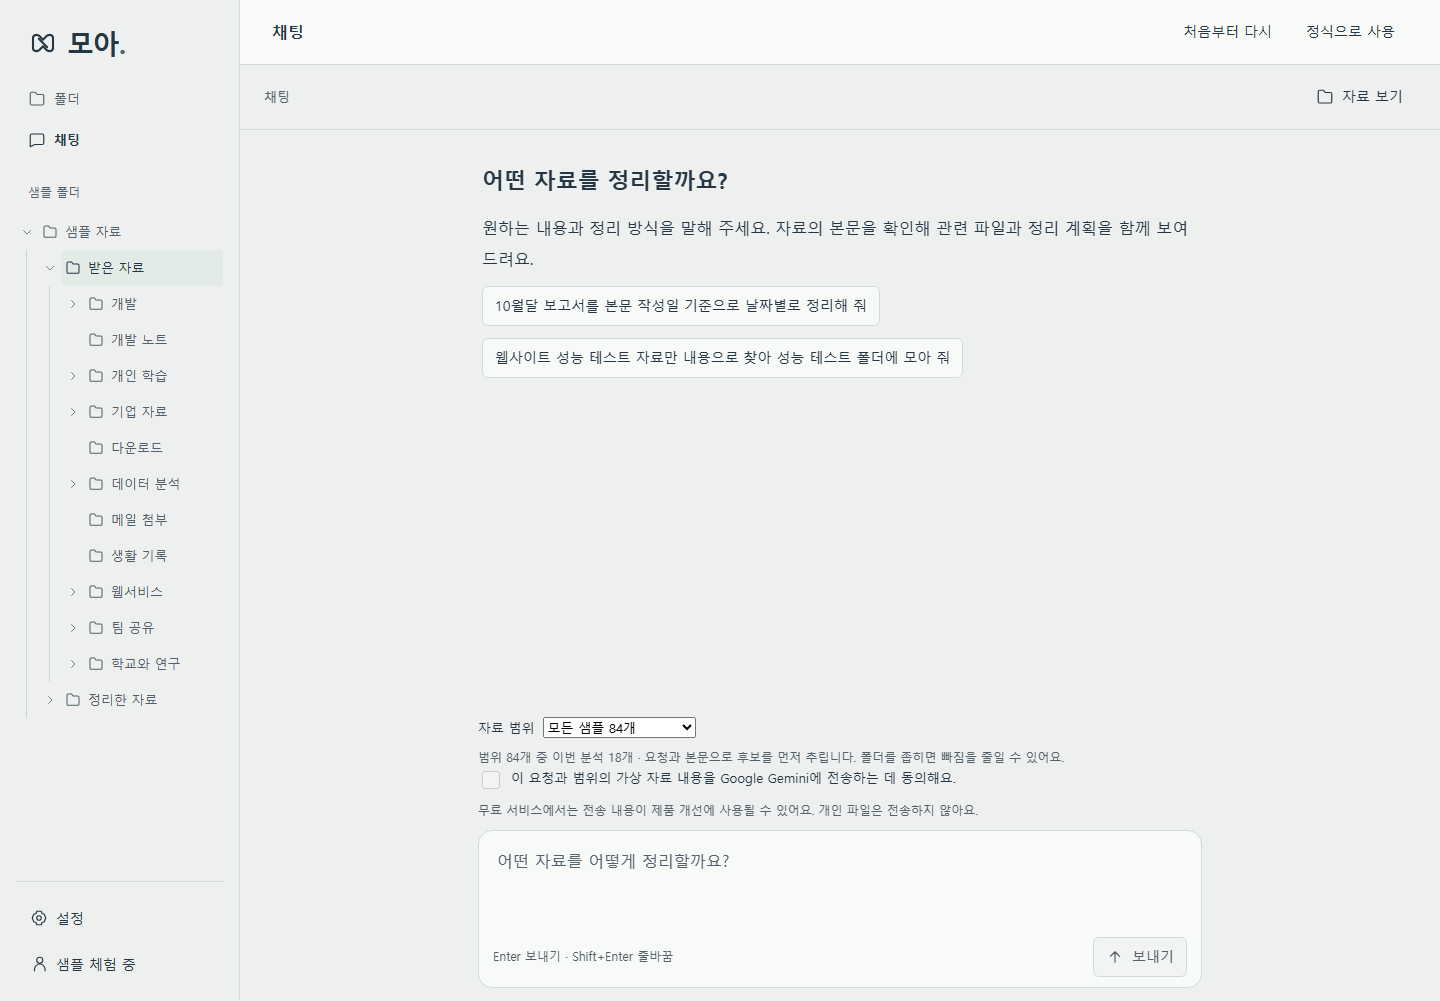 모아.
폴더
채팅
샘플 폴더
샘플 자료
받은 자료
개발
개발 노트
개인 학습
기업 자료
다운로드
데이터 분석
메일 첨부
생활 기록
웹서비스
팀 공유
학교와 연구
정리한 자료
설정
샘플 체험 중
채팅
처음부터 다시
정식으로 사용
채팅
자료 보기
어떤 자료를 정리할까요?
원하는 내용과 정리 방식을 말해 주세요. 자료의 본문을 확인해 관련 파일과 정리 계획을 함께 보여
드려요.
10월달 보고서를 본문 작성일 기준으로 날짜별로 정리해 줘
웹사이트 성능 테스트 자료만 내용으로 찾아 성능 테스트 폴더에 모아 줘
자료 범위 모든 샘플 84개
범위 84개 중 이번 분석 18개 · 요청과 본문으로 후보를 먼저 추립니다. 폴더를 좁히면 빠짐을 줄일 수 있어요.
이 요청과 범위의 가상 자료 내용을 Google Gemini에 전송하는 데 동의해요.
무료 서비스에서는 전송 내용이 제품 개선에 사용될 수 있어요. 개인 파일은 전송하지 않아요.
어떤 자료를 어떻게 정리할까요?
Enter 보내기 · Shift+Enter 줄바꿈
보내기